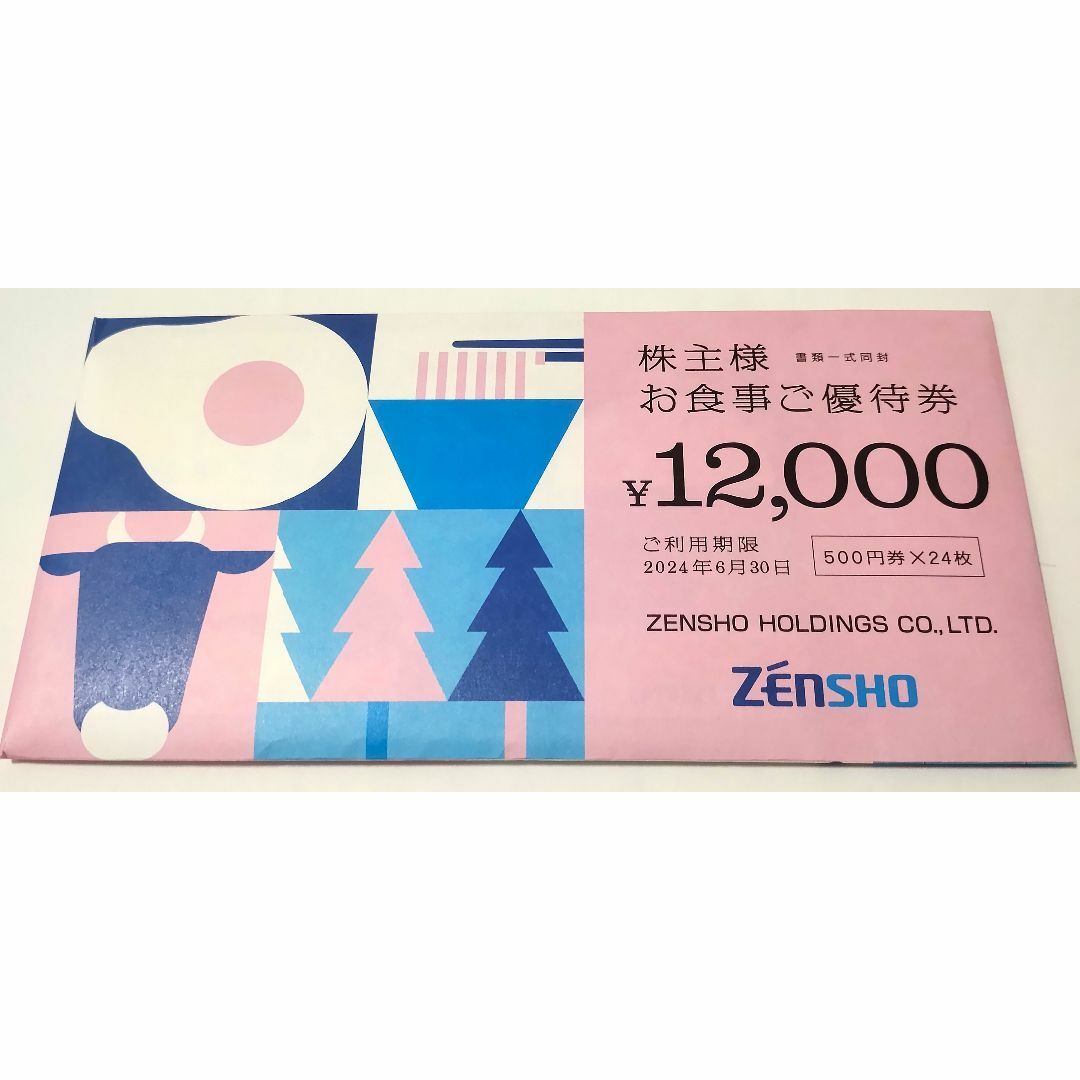 株主様 書類一式同封
お食事ご優待券
¥12,000
ご利用期限
2024年6月30日
500円券×24枚
ZENSHO HOLDINGS CO.,LTD.
ZÉNSHO